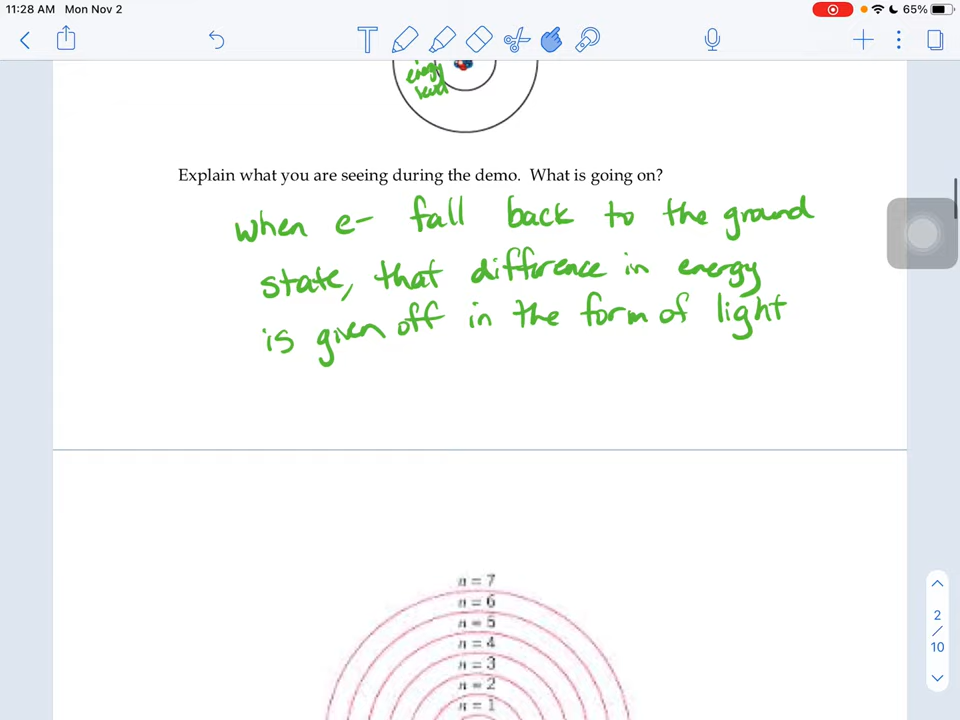 11:28 AM Mon Nov 2
65%
T
energy
level
Explain what you are seeing during the demo. What is going on?
when e- fall back to the ground
state, that difference in energy
is given off in the form of light
n = 7
n = 6
n = 5
n = 4
n = 3
n = 2
n = 1
2
/
10